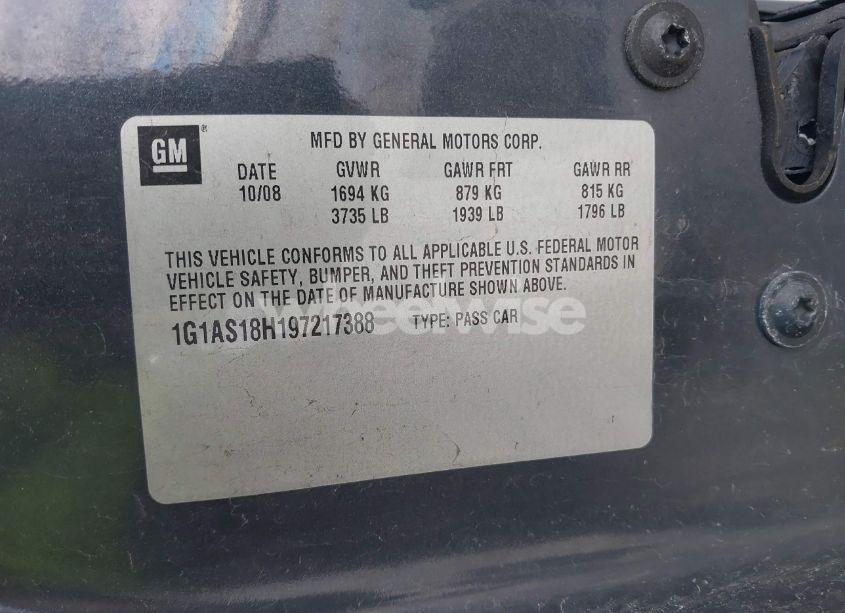 GM
MFD BY GENERAL MOTORS CORP.
DATE GVWR GAWR FRT GAWR RR
10/08 1694 KG 879 KG 815 KG
3735 LB 1939 LB 1796 LB
THIS VEHICLE CONFORMS TO ALL APPLICABLE U.S. FEDERAL MOTOR
VEHICLE SAFETY, BUMPER, AND THEFT PREVENTION STANDARDS IN
EFFECT ON THE DATE OF MANUFACTURE SHOWN ABOVE.
1G1AS18H197217388 TYPE: PASS CAR
wheelwise